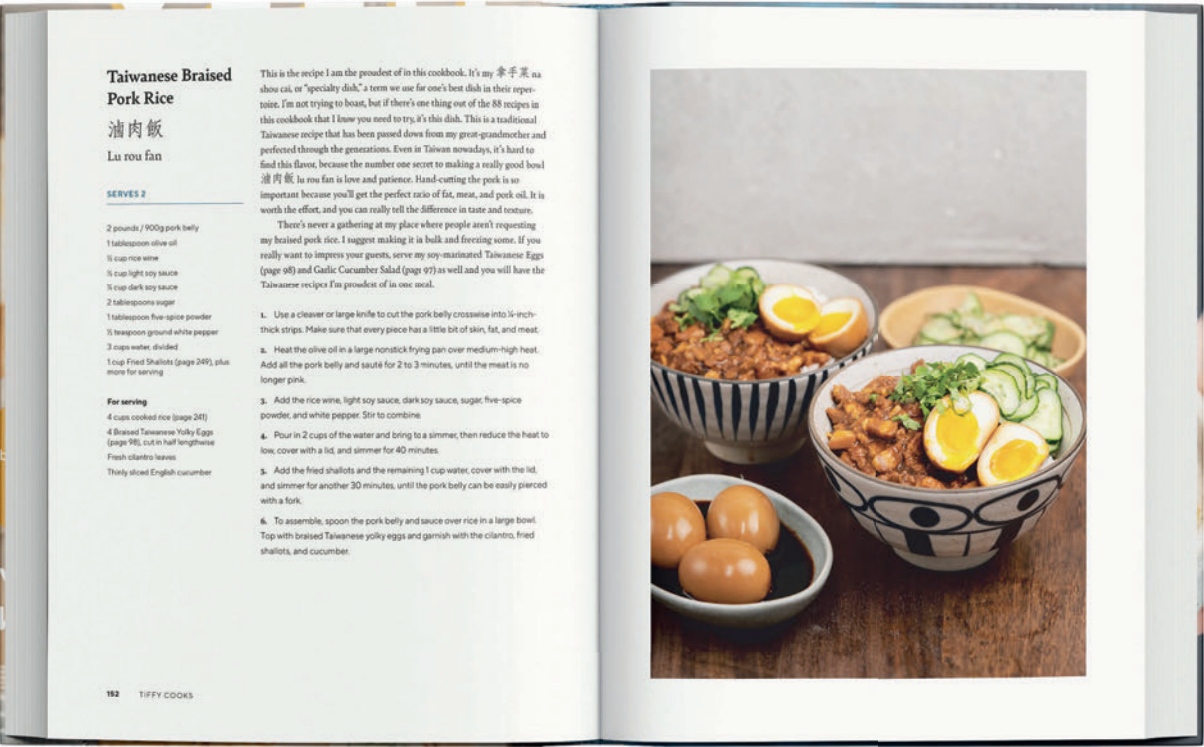 Taiwanese Braised
Pork Rice
滷肉飯
Lu rou fan
SERVES 2
2 pounds / 900g pork belly
1 tablespoon olive oil
cup rice wine
cup light soy sauce
cup dark soy sauce
2 tablespoons sugar
1 tablespoon five-spice powder
½ teaspoon ground white pepper
3 cups water, divided
1 cup Fried Shallots (page 249), plus
more for serving
For serving
4 cups cooked rice (page 241)
4 Braised Taiwanese Yolky Eggs
(page 98), cut in half lengthwise
Fresh cilantro leaves
Thinly sliced English cucumber
This is the recipe I am the proudest of in this cookbook. It's my 拿手菜 na
shou cai, or "specialty dish," a term we use for one's best dish in their reper-
toire. I'm not trying to boast, but if there's one thing out of the 88 recipes in
this cookbook that I know you need to try, it's this dish. This is a traditional
Taiwanese recipe that has been passed down from my great-grandmother and
perfected through the generations. Even in Taiwan nowadays, it's hard to
find this flavor, because the number one secret to making a really good bowl
滷肉飯 lu rou fan is love and patience. Hand-cutting the pork is so
important because you'll get the perfect ratio of fat, meat, and pork oil. It is
worth the effort, and you can really tell the difference in taste and texture.
There's never a gathering at my place where people aren't requesting
my braised pork rice. I suggest making it in bulk and freezing some. If you
really want to impress your guests, serve my soy-marinated Taiwanese Eggs
(page 98) and Garlic Cucumber Salad (page 97) as well and you will have the
Taiwanese recipes I'm proudest of in one meal.
1. Use a cleaver or large knife to cut the pork belly crosswise into ¼-inch-
thick strips. Make sure that every piece has a little bit of skin, fat, and meat.
2. Heat the olive oil in a large nonstick frying pan over medium-high heat.
Add all the pork belly and sauté for 2 to 3 minutes, until the meat is no
longer pink.
3. Add the rice wine, light soy sauce, dark soy sauce, sugar, five-spice
powder, and white pepper. Stir to combine.
4. Pour in 2 cups of the water and bring to a simmer, then reduce the heat to
low, cover with a lid, and simmer for 40 minutes.
5. Add the fried shallots and the remaining 1 cup water, cover with the lid,
and simmer for another 30 minutes, until the pork belly can be easily pierced
with a fork.
6. To assemble, spoon the pork belly and sauce over rice in a large bowl.
Top with braised Taiwanese yolky eggs and garnish with the cilantro, fried
shallots, and cucumber.
152 TIFFY COOKS